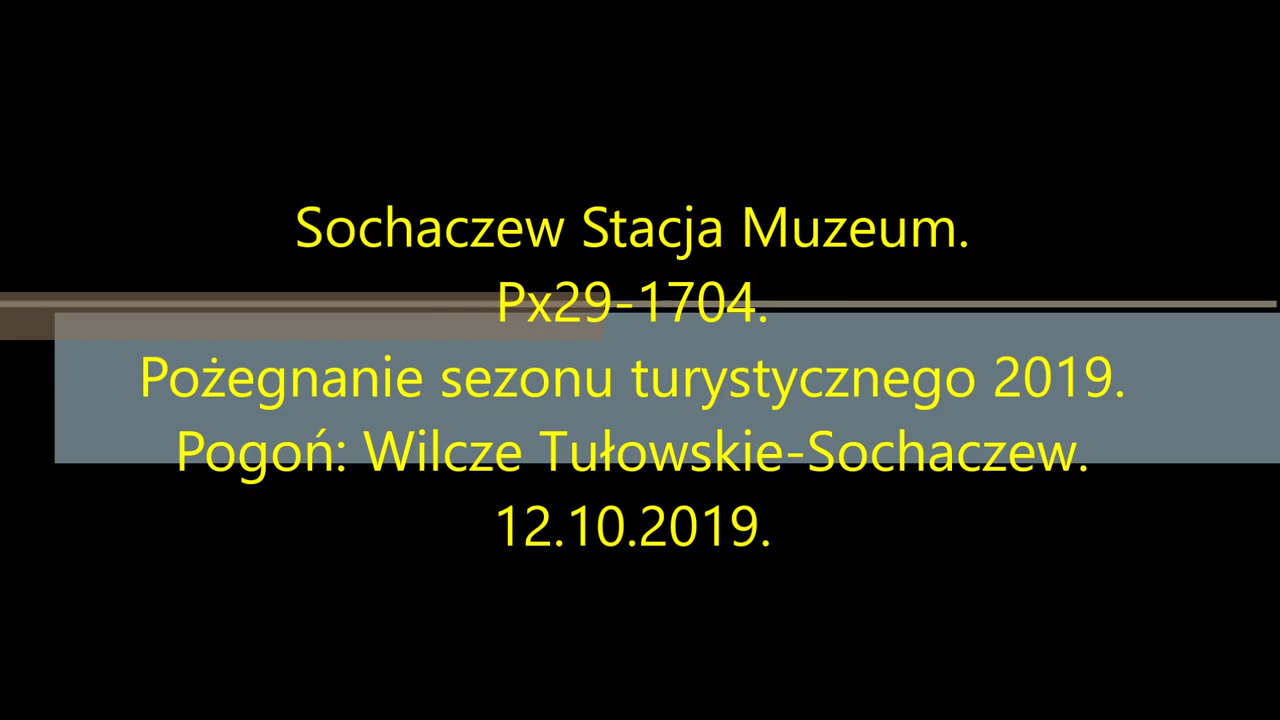 Sochaczew Stacja Muzeum.
Px29-1704.
Pożegnanie sezonu turystycznego 2019.
Pogoń: Wilcze Tułowskie-Sochaczew.
12.10.2019.